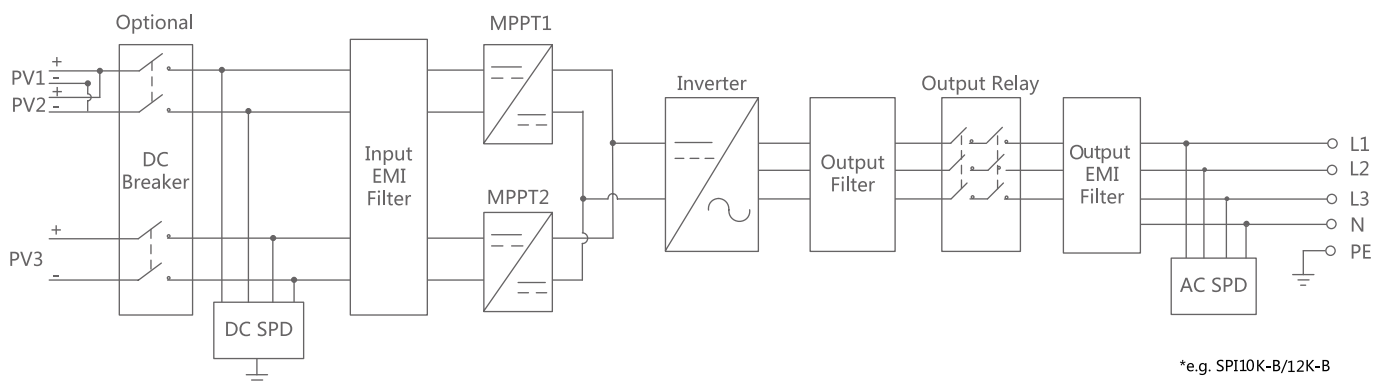 Optional
MPPT1
PV1
+
-
PV2
+
-
Inverter
Output Relay
DC
Breaker
Input
EMI
Filter
Output
Filter
Output
EMI
Filter
L1
L2
L3
N
PE
MPPT2
PV3
+
-
DC SPD
AC SPD
*e.g. SPI10K-B/12K-B